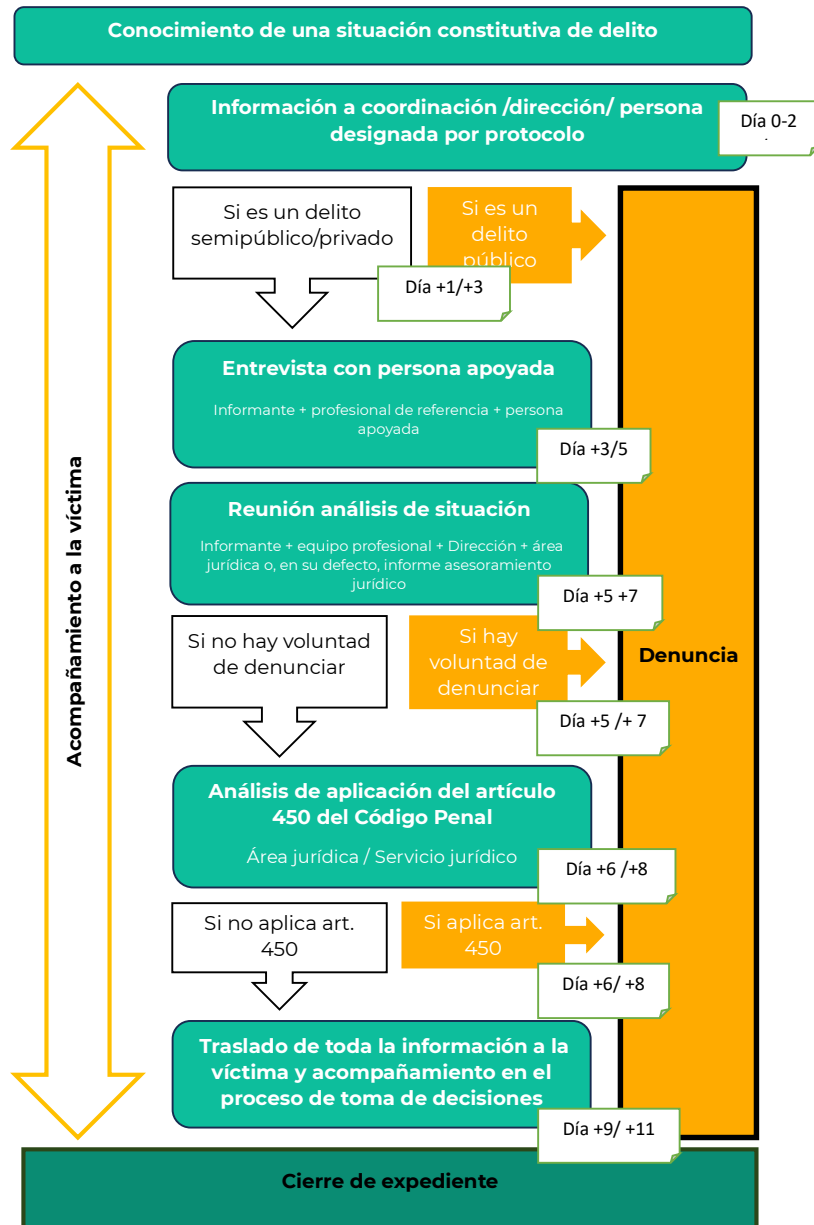 Conocimiento de una situación constitutiva de delito
Información a coordinación /dirección/ persona
designada por protocolo
Día 0-2
.
Si es un delito
semipúblico/privado
Si es un
delito
público
Día +1/+3
Entrevista con persona apoyada
Informante + profesional de referencia + persona
apoyada
Día +3/5
Reunión análisis de situación
Informante + equipo profesional + Dirección + área
jurídica o, en su defecto, informe asesoramiento
jurídico
Día +5 +7
Si no hay voluntad
de denunciar
Si hay
voluntad de
denunciar
Denuncia
Día +5 /+ 7
Acompañamiento a la víctima
Análisis de aplicación del artículo
450 del Código Penal
Área jurídica / Servicio jurídico
Día +6 /+8
Si no aplica art.
450
Si aplica art.
450
Día +6/ +8
Traslado de toda la información a la
víctima y acompañamiento en el
proceso de toma de decisiones
Día +9/ +11
Cierre de expediente